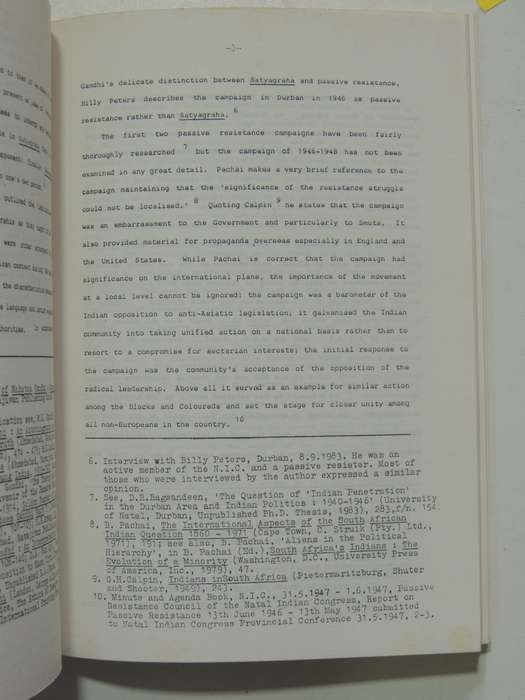 -3-
Gandhi's delicate distinction between Satyagraha and passive resistance.
Billy Peters describes the campaign in Durban in 1946 as passive
resistance rather than Satyagraha. 6
The first two passive resistance campaigns have been fairly
thoroughly researched 7 but the campaign of 1946-1948 has not been
examined in any great detail. Pachai makes a very brief reference to the
campaign maintaining that the 'significance of the resistance struggle
could not be localised.' 8 Quoting Calpin 9 he states that the campaign
was an embarrassment to the Government and particularly to Smuts. It
also provided material for propaganda overseas especially in England and
the United States. While Pachai is correct that the campaign had
significance on the international plane, the importance of the movement
at a local level cannot be ignored: the campaign was a barometer of the
Indian opposition to anti-Asiatic legislation; it galvanised the Indian
community into taking unified action on a national basis rather than to
resort to a compromise for sectarian interests; the initial response to
the campaign was the community's acceptance of the opposition of the
radical leadership. Above all it served as an example for similar action
among the Blacks and Coloureds and set the stage for closer unity among
all non-Europeans in the country. 10
6. Interview with Billy Peters, Durban, 8.9.1983. He was an
active member of the N.I.C. and a passive resister. Most of
those who were interviewed by the author expressed a similar
opinion.
7. See, D.R.Bagwandeen, 'The Question of 'Indian Penetration'
in the Durban Area and Indian Politics : 1940-1946' (University
of Natal, Durban, Unpublished Ph.D. Thesis, 1983), 283,f/n. 154.
8. B. Pachai, The International Aspects of the South African
Indian Question 1860 - 1971 (Cape Town, C. Struik (Pty.) Ltd.,
1971), 191; see also, B. Pachai, 'Aliens in the Political
Hierarchy', in B. Pachai (Ed.),South Africa's Indians : The
Evolution of a Minority (Washington, D.C., University Press
of America, Inc., 1979), 47.
9. G.H.Calpin, Indians inSouth Africa (Pietermaritzburg, Shuter
and Shooter, 1949), 243.
10. Minute and Agenda Book, N.I.C., 31.5.1947 - 1.6.1947, Passive
Resistance Council of the Natal Indian Congress, Report on
Passive Resistance 13th June 1946 - 13th May 1947 submitted
to Natal Indian Congress Provincial Conference 31.5.1947, 2-3.